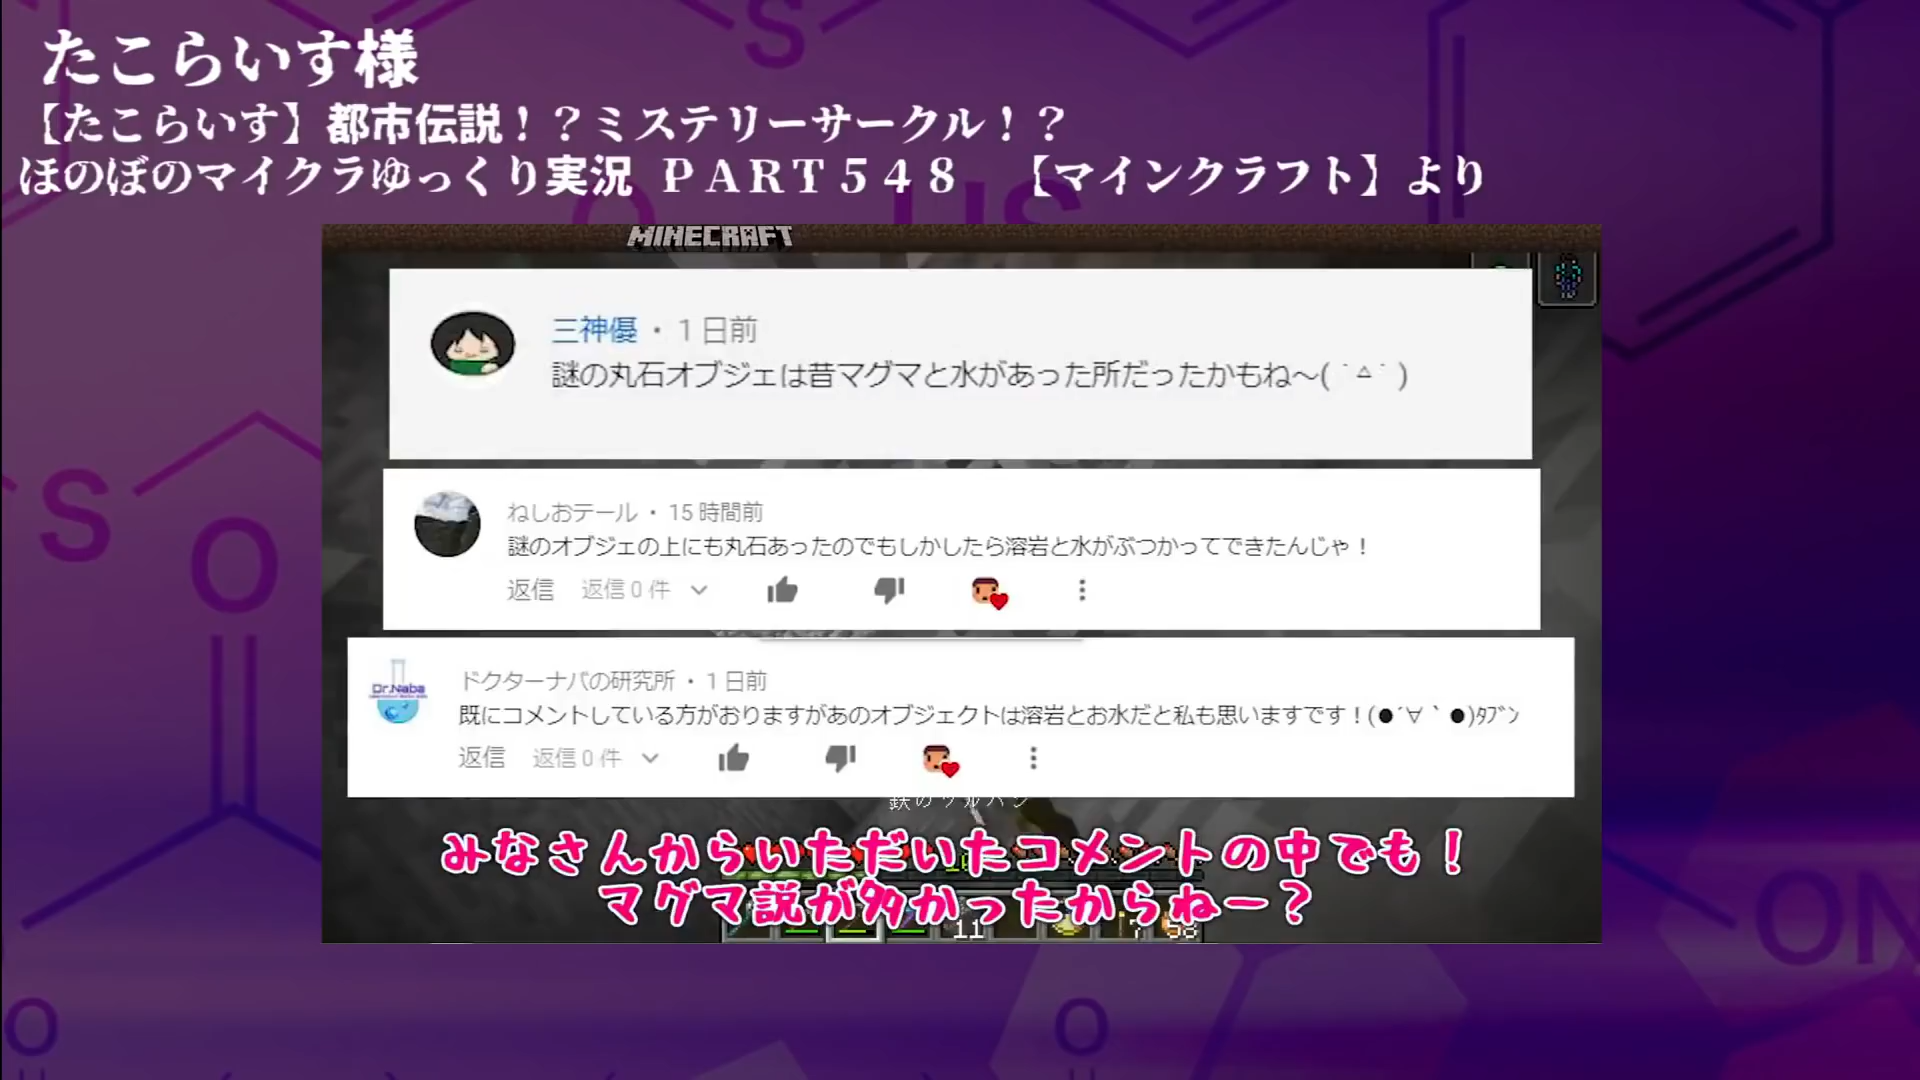 たこらいす様
【たこらいす】都市伝説！？ミステリーサークル！？
ほのぼのマイクラゆっくり実況 ＰＡＲＴ５４８ 【マインクラフト】より
MINECRAFT
三神優・1 日前
謎の丸石オブジェは昔マグマと水があった所だったかもね～( ˙꒳˙ )
ねしおテール・15 時間前
謎のオブジェの上にも丸石あったのでもしかしたら溶岩と水がぶつかってできたんじゃ！
返信 返信 0 件
Dr.Naba
ドクターナバの研究所・1 日前
既にコメントしている方がおりますがあのオブジェクトは溶岩とお水だと私も思いますです！(●´∀｀●)ﾀﾌﾞﾝ
返信 返信 0 件
みなさんからいただいたコメントの中でも！
マグマ説が多かったからねー？
11 7 58
S
O
S
O
O
O
ON